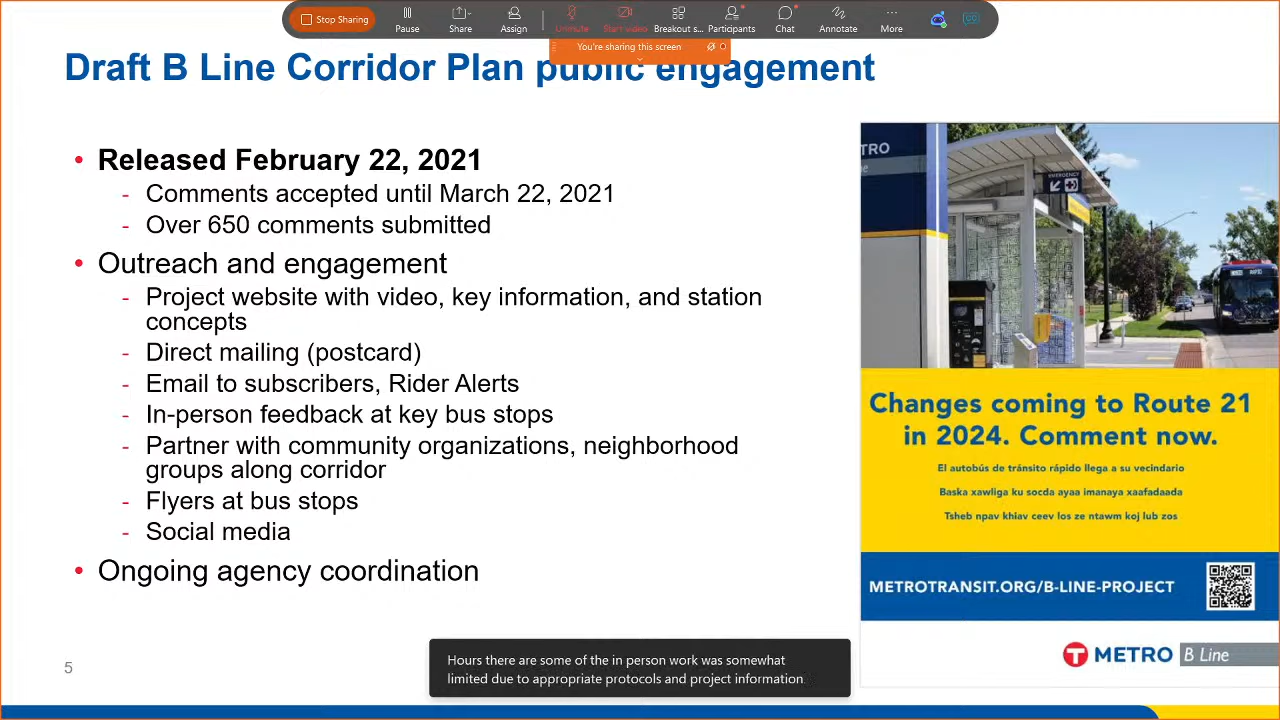 Stop Sharing
Pause
Share
Assign
Unmute
Start video
Breakout s...
Participants
Chat
Annotate
More
CC
You're sharing this screen
Draft B Line Corridor Plan public engagement
• Released February 22, 2021
- Comments accepted until March 22, 2021
- Over 650 comments submitted
• Outreach and engagement
- Project website with video, key information, and station
concepts
- Direct mailing (postcard)
- Email to subscribers, Rider Alerts
- In-person feedback at key bus stops
- Partner with community organizations, neighborhood
groups along corridor
- Flyers at bus stops
- Social media
• Ongoing agency coordination
TRO
EMERGENCY
Changes coming to Route 21
in 2024. Comment now.
El autobús de tránsito rápido llega a su vecindario
Baska xawliga ku socda ayaa imanaya xaafadaada
Tsheb npav khiav ceev los ze ntawm koj lub zos
METROTRANSIT.ORG/B-LINE-PROJECT
T METRO B Line
Hours there are some of the in person work was somewhat
limited due to appropriate protocols and project information
5